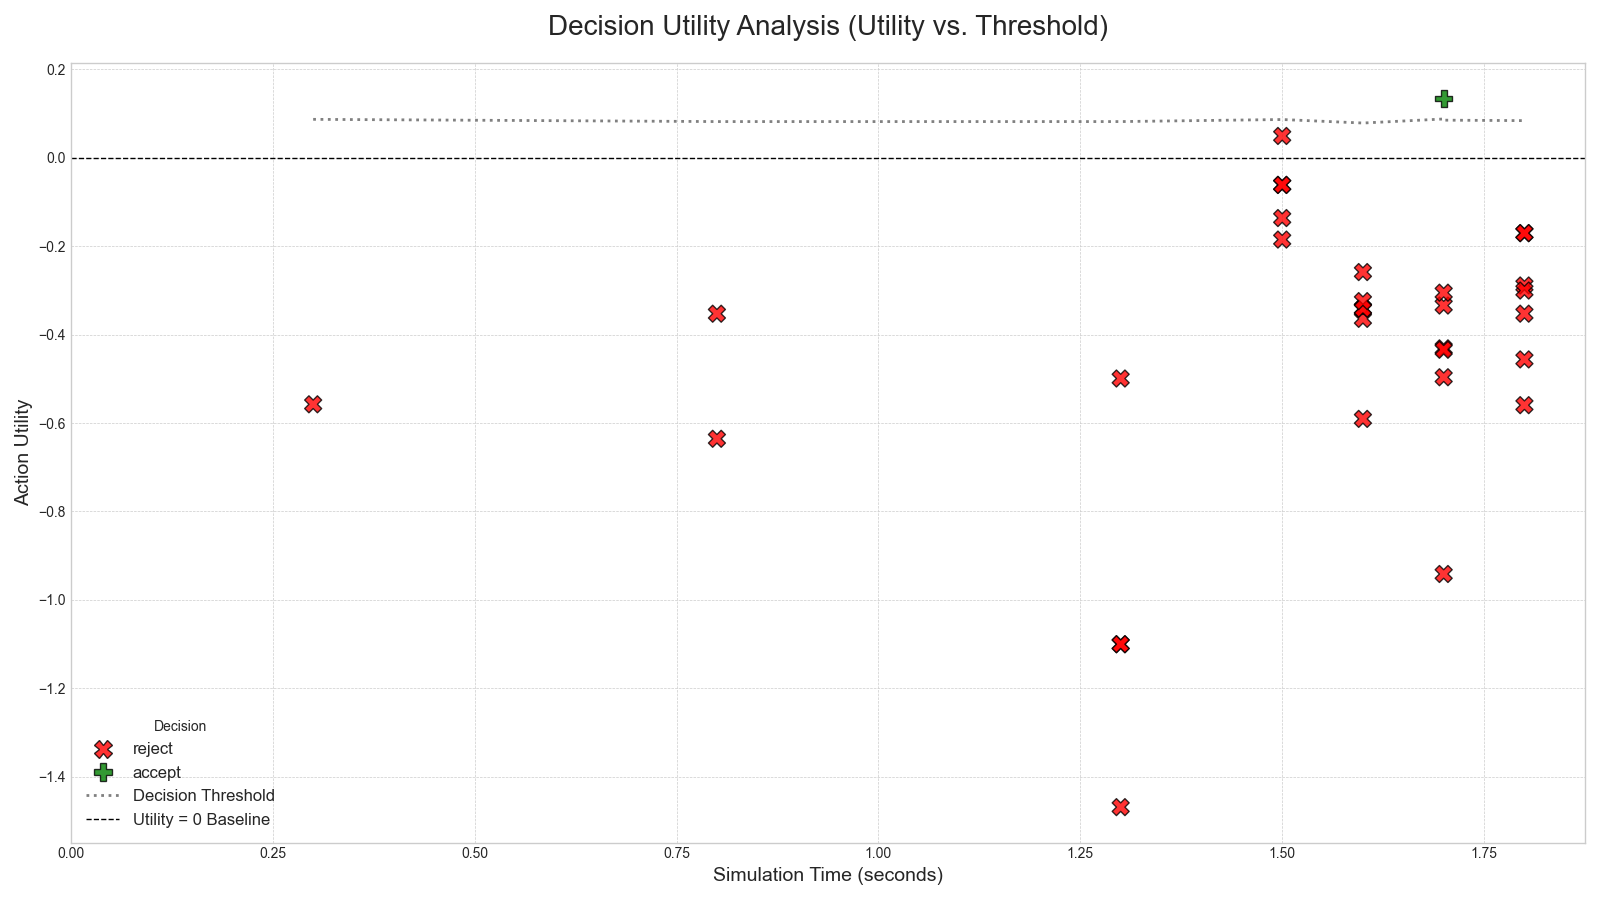 Decision Utility Analysis (Utility vs. Threshold)
Action Utility
0.2
0.0
−0.2
−0.4
−0.6
−0.8
−1.0
−1.2
−1.4
Decision
reject
accept
Decision Threshold
Utility = 0 Baseline
0.00 0.25 0.50 0.75 1.00 1.25 1.50 1.75
Simulation Time (seconds)